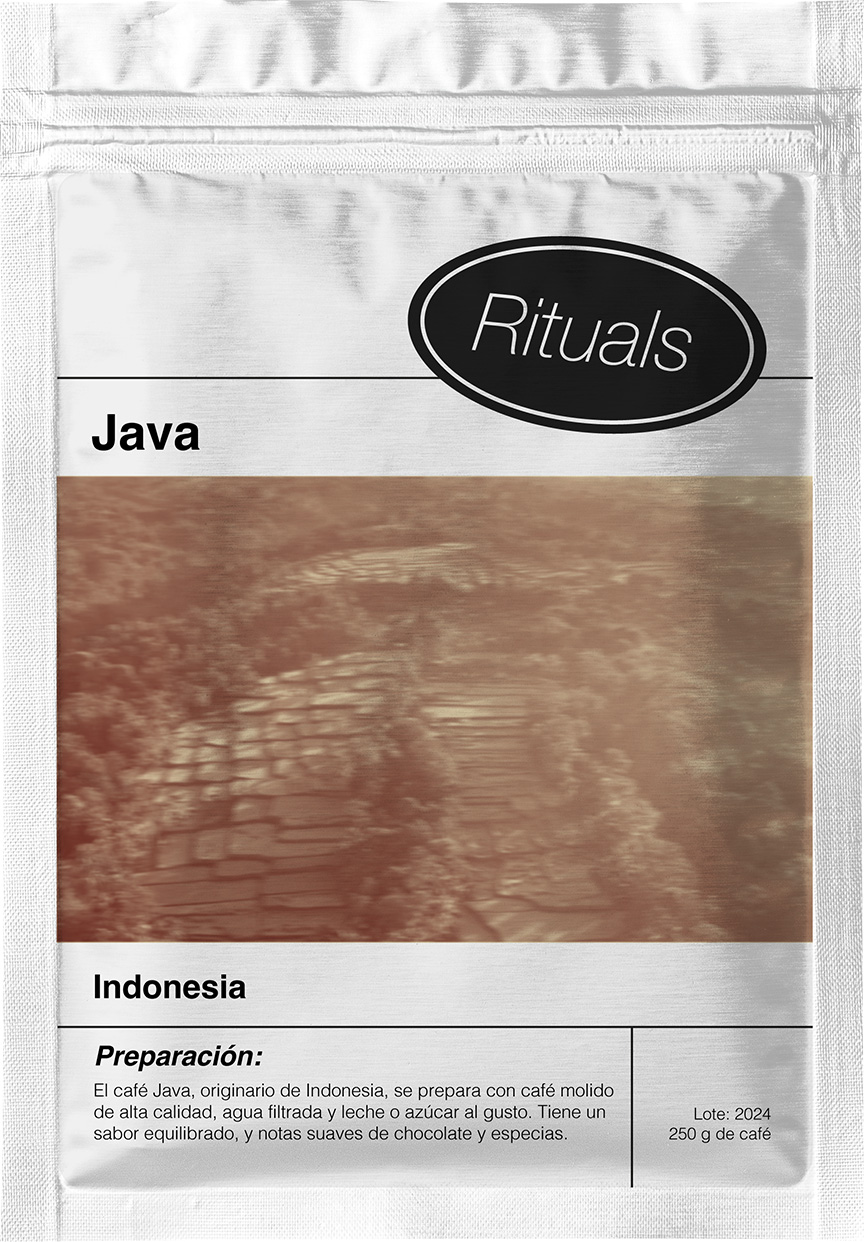 Rituals
Java
Indonesia
Preparación:
El café Java, originario de Indonesia, se prepara con café molido
de alta calidad, agua filtrada y leche o azúcar al gusto. Tiene un
sabor equilibrado, y notas suaves de chocolate y especias.
Lote: 2024
250 g de café